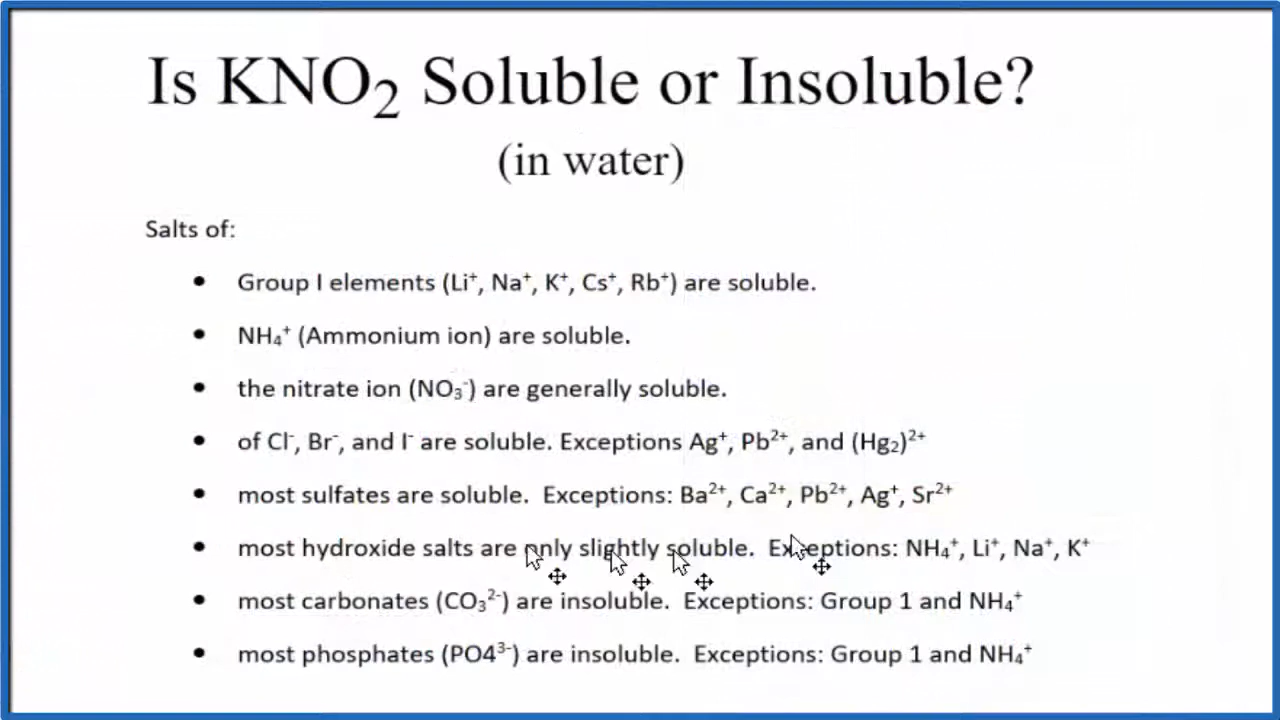 Is KNO₂ Soluble or Insoluble?
(in water)
Salts of:
• Group I elements (Li⁺, Na⁺, K⁺, Cs⁺, Rb⁺) are soluble.
• NH₄⁺ (Ammonium ion) are soluble.
• the nitrate ion (NO₃⁻) are generally soluble.
• of Cl⁻, Br⁻, and I⁻ are soluble. Exceptions Ag⁺, Pb²⁺, and (Hg₂)²⁺
• most sulfates are soluble. Exceptions: Ba²⁺, Ca²⁺, Pb²⁺, Ag⁺, Sr²⁺
• most hydroxide salts are only slightly soluble. Exceptions: NH₄⁺, Li⁺, Na⁺, K⁺
• most carbonates (CO₃²⁻) are insoluble. Exceptions: Group 1 and NH₄⁺
• most phosphates (PO4³⁻) are insoluble. Exceptions: Group 1 and NH₄⁺